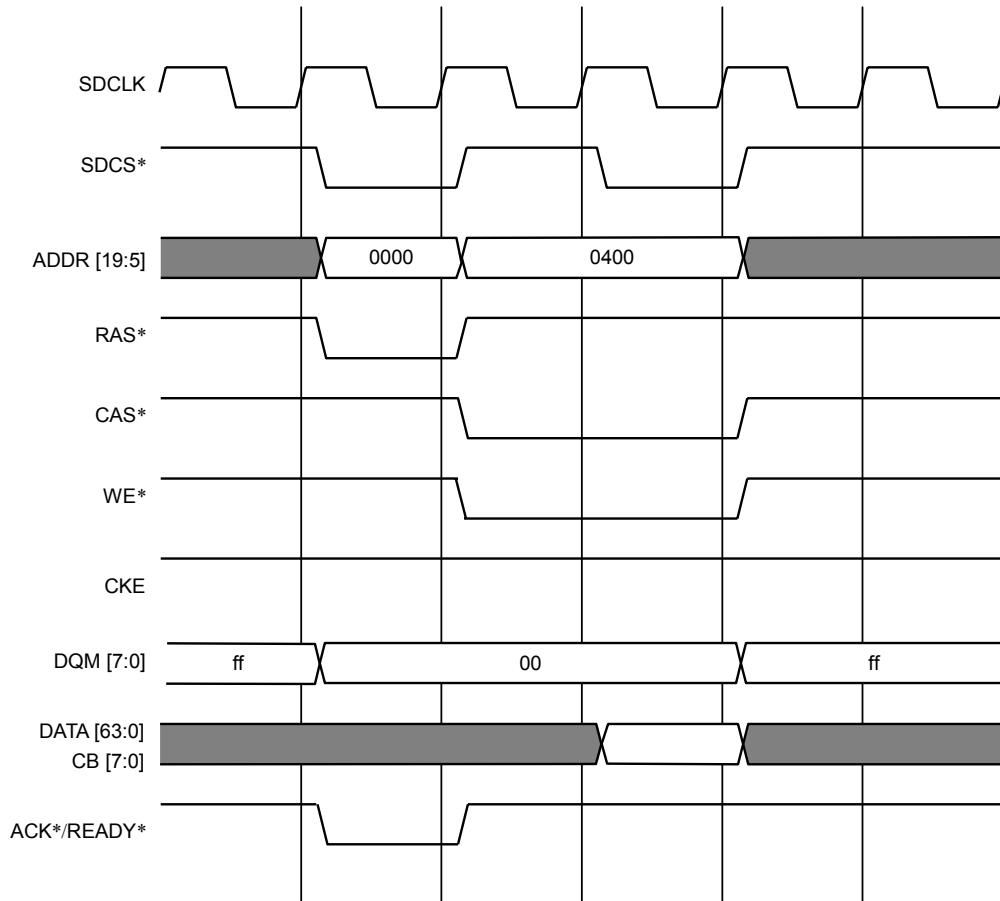 SDCLK
SDCS*
ADDR [19:5]
0000
0400
RAS*
CAS*
WE*
CKE
DQM [7:0]
ff
00
ff
DATA [63:0]
CB [7:0]
ACK*/READY*